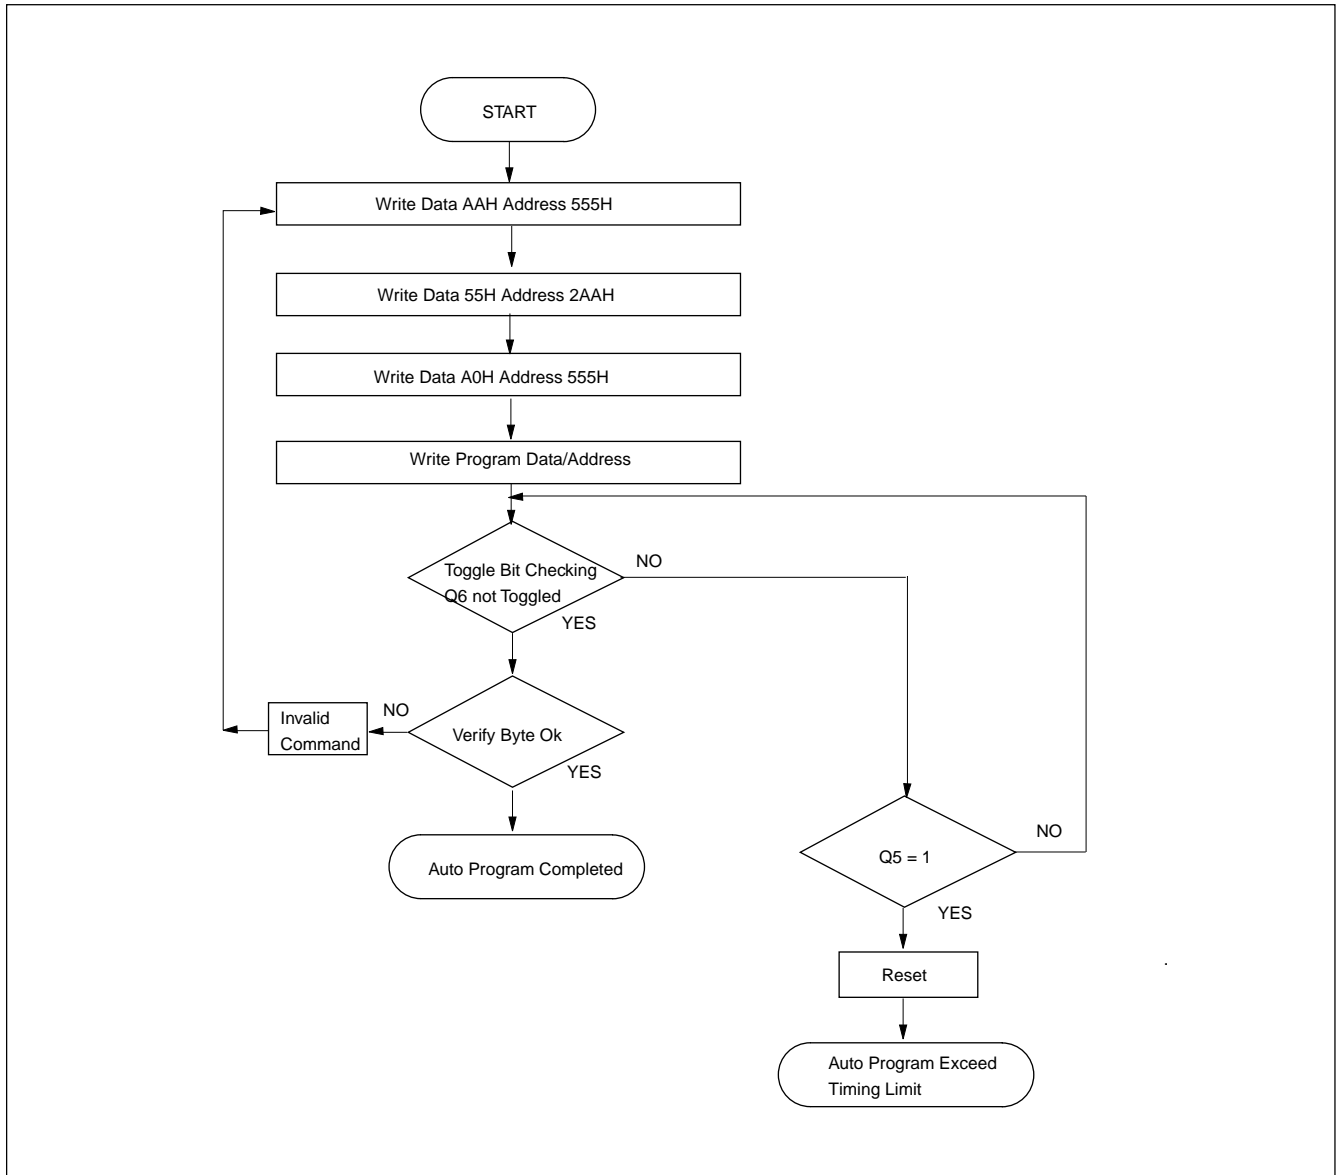 START
Write Data AAH Address 555H
Write Data 55H Address 2AAH
Write Data A0H Address 555H
Write Program Data/Address
Toggle Bit Checking
Q6 not Toggled
NO
YES
Invalid
Command
NO
Verify Byte Ok
YES
Auto Program Completed
Q5 = 1
NO
YES
Reset
.
Auto Program Exceed
Timing Limit